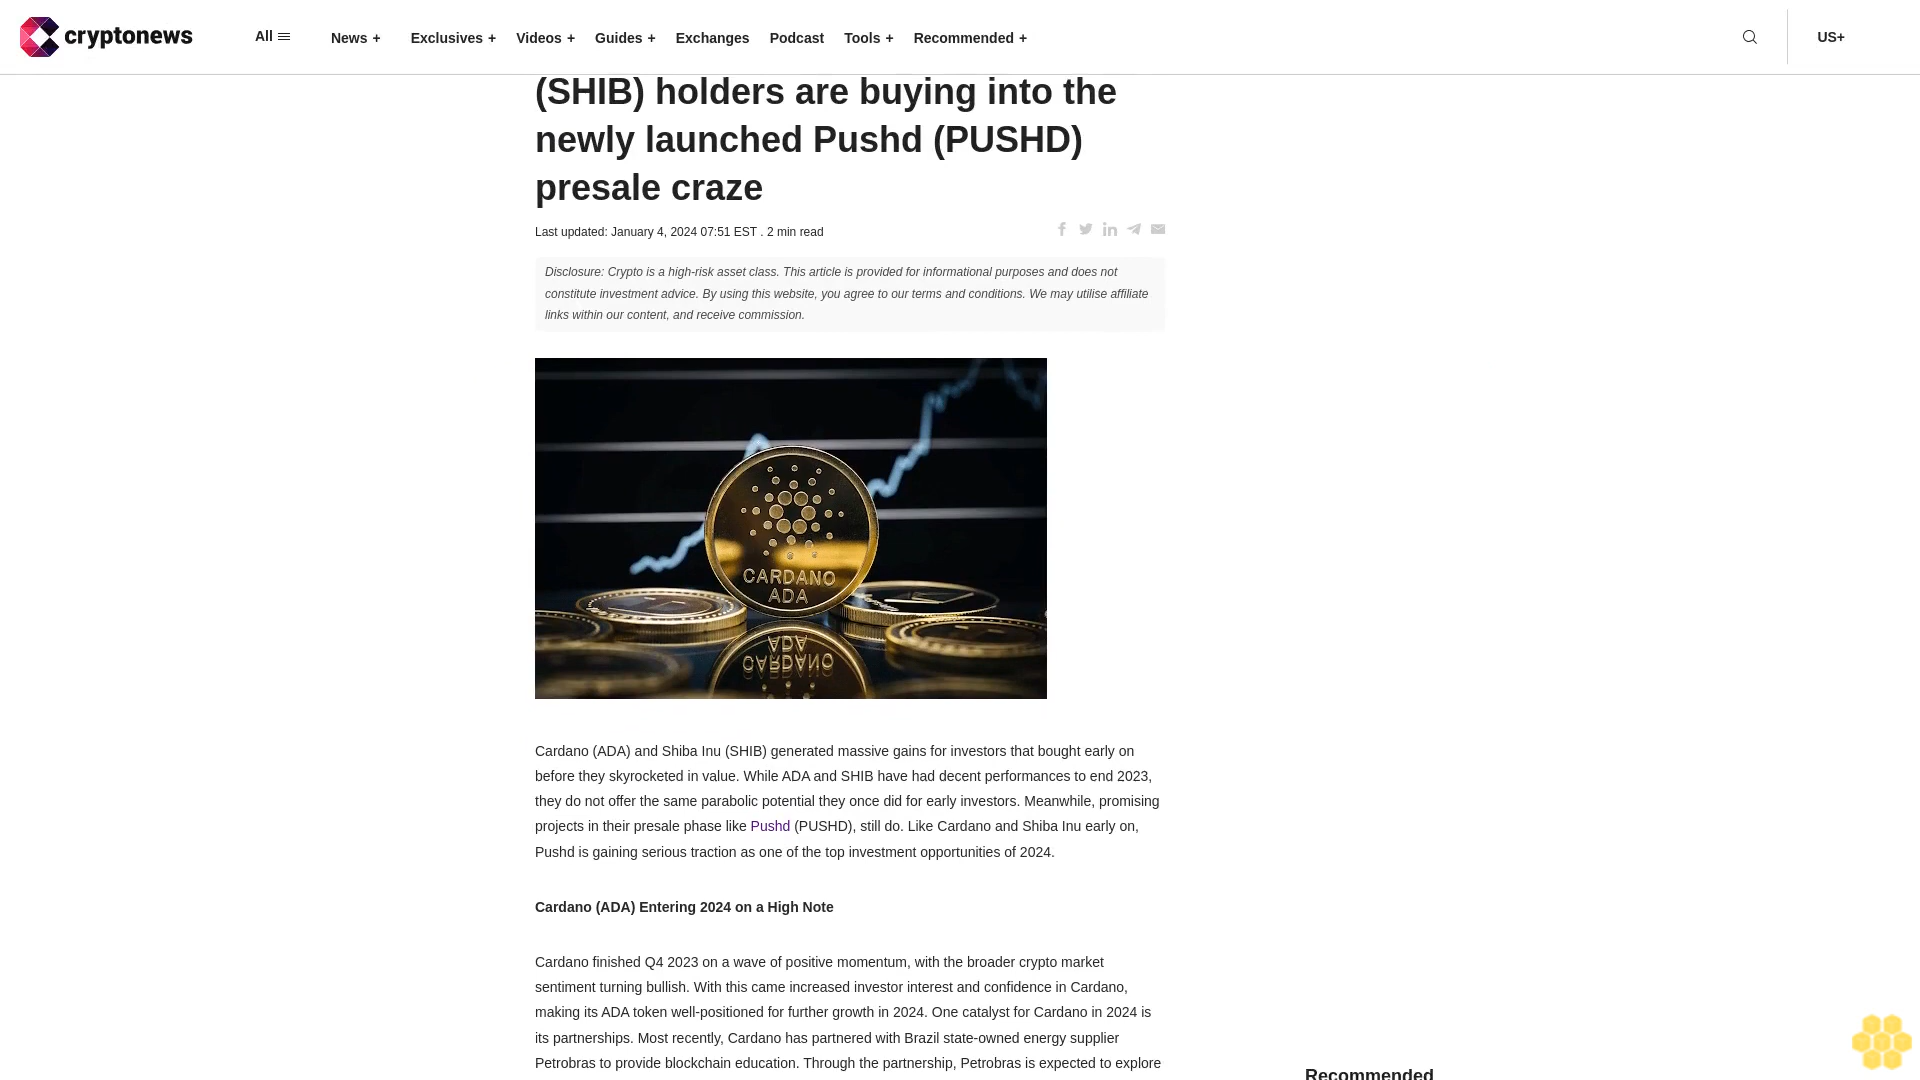 cryptonews
All
News +
Exclusives +
Videos +
Guides +
Exchanges
Podcast
Tools +
Recommended +
US+
(SHIB) holders are buying into the
newly launched Pushd (PUSHD)
presale craze
Last updated: January 4, 2024 07:51 EST . 2 min read
Disclosure: Crypto is a high-risk asset class. This article is provided for informational purposes and does not
constitute investment advice. By using this website, you agree to our terms and conditions. We may utilise affiliate
links within our content, and receive commission.
CARDANO
ADA
ADA
CARDANO
Cardano (ADA) and Shiba Inu (SHIB) generated massive gains for investors that bought early on
before they skyrocketed in value. While ADA and SHIB have had decent performances to end 2023,
they do not offer the same parabolic potential they once did for early investors. Meanwhile, promising
projects in their presale phase like Pushd (PUSHD), still do. Like Cardano and Shiba Inu early on,
Pushd is gaining serious traction as one of the top investment opportunities of 2024.
Cardano (ADA) Entering 2024 on a High Note
Cardano finished Q4 2023 on a wave of positive momentum, with the broader crypto market
sentiment turning bullish. With this came increased investor interest and confidence in Cardano,
making its ADA token well-positioned for further growth in 2024. One catalyst for Cardano in 2024 is
its partnerships. Most recently, Cardano has partnered with Brazil state-owned energy supplier
Petrobras to provide blockchain education. Through the partnership, Petrobras is expected to explore
Recommended